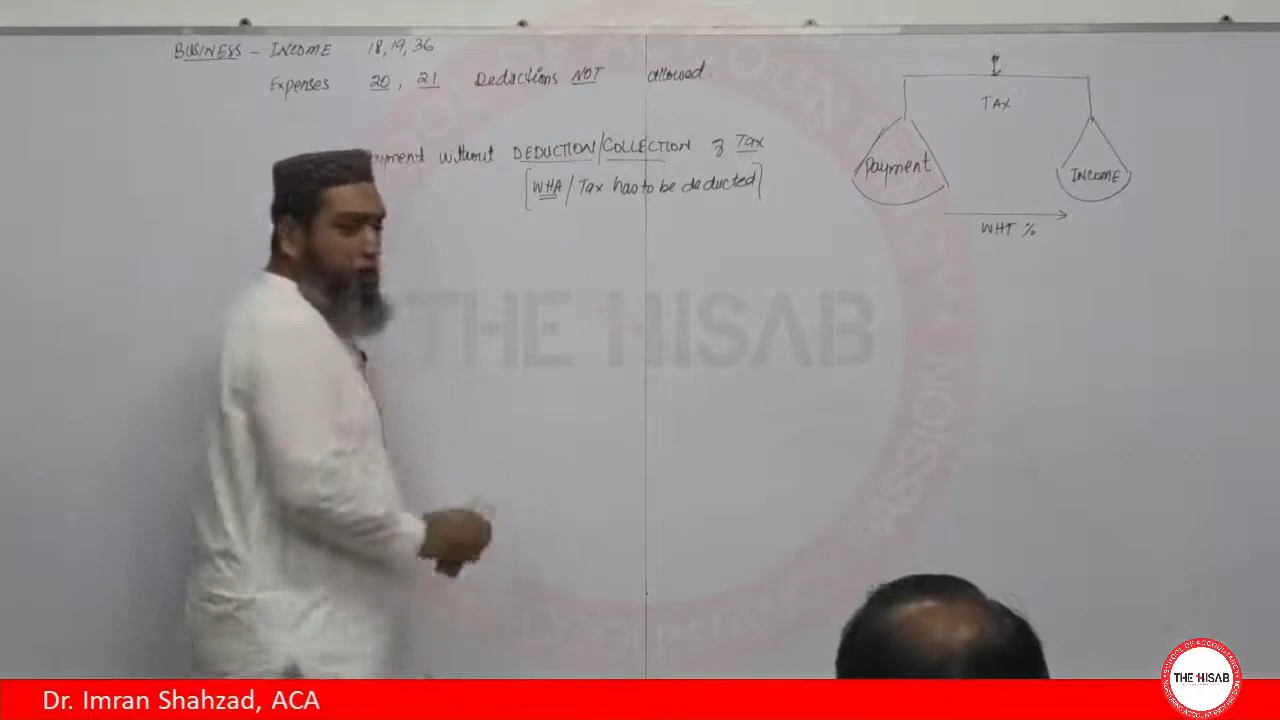 BUSINESS - INCOME 18, 19, 36
Expenses 20, 21 Deductions NOT allowed.
without DEDUCTION/COLLECTION of Tax
[WHA / Tax has to be deducted]
TAX
Payment
INCOME
WHT %
THE HISAB
Dr. Imran Shahzad, ACA
THE HISAB